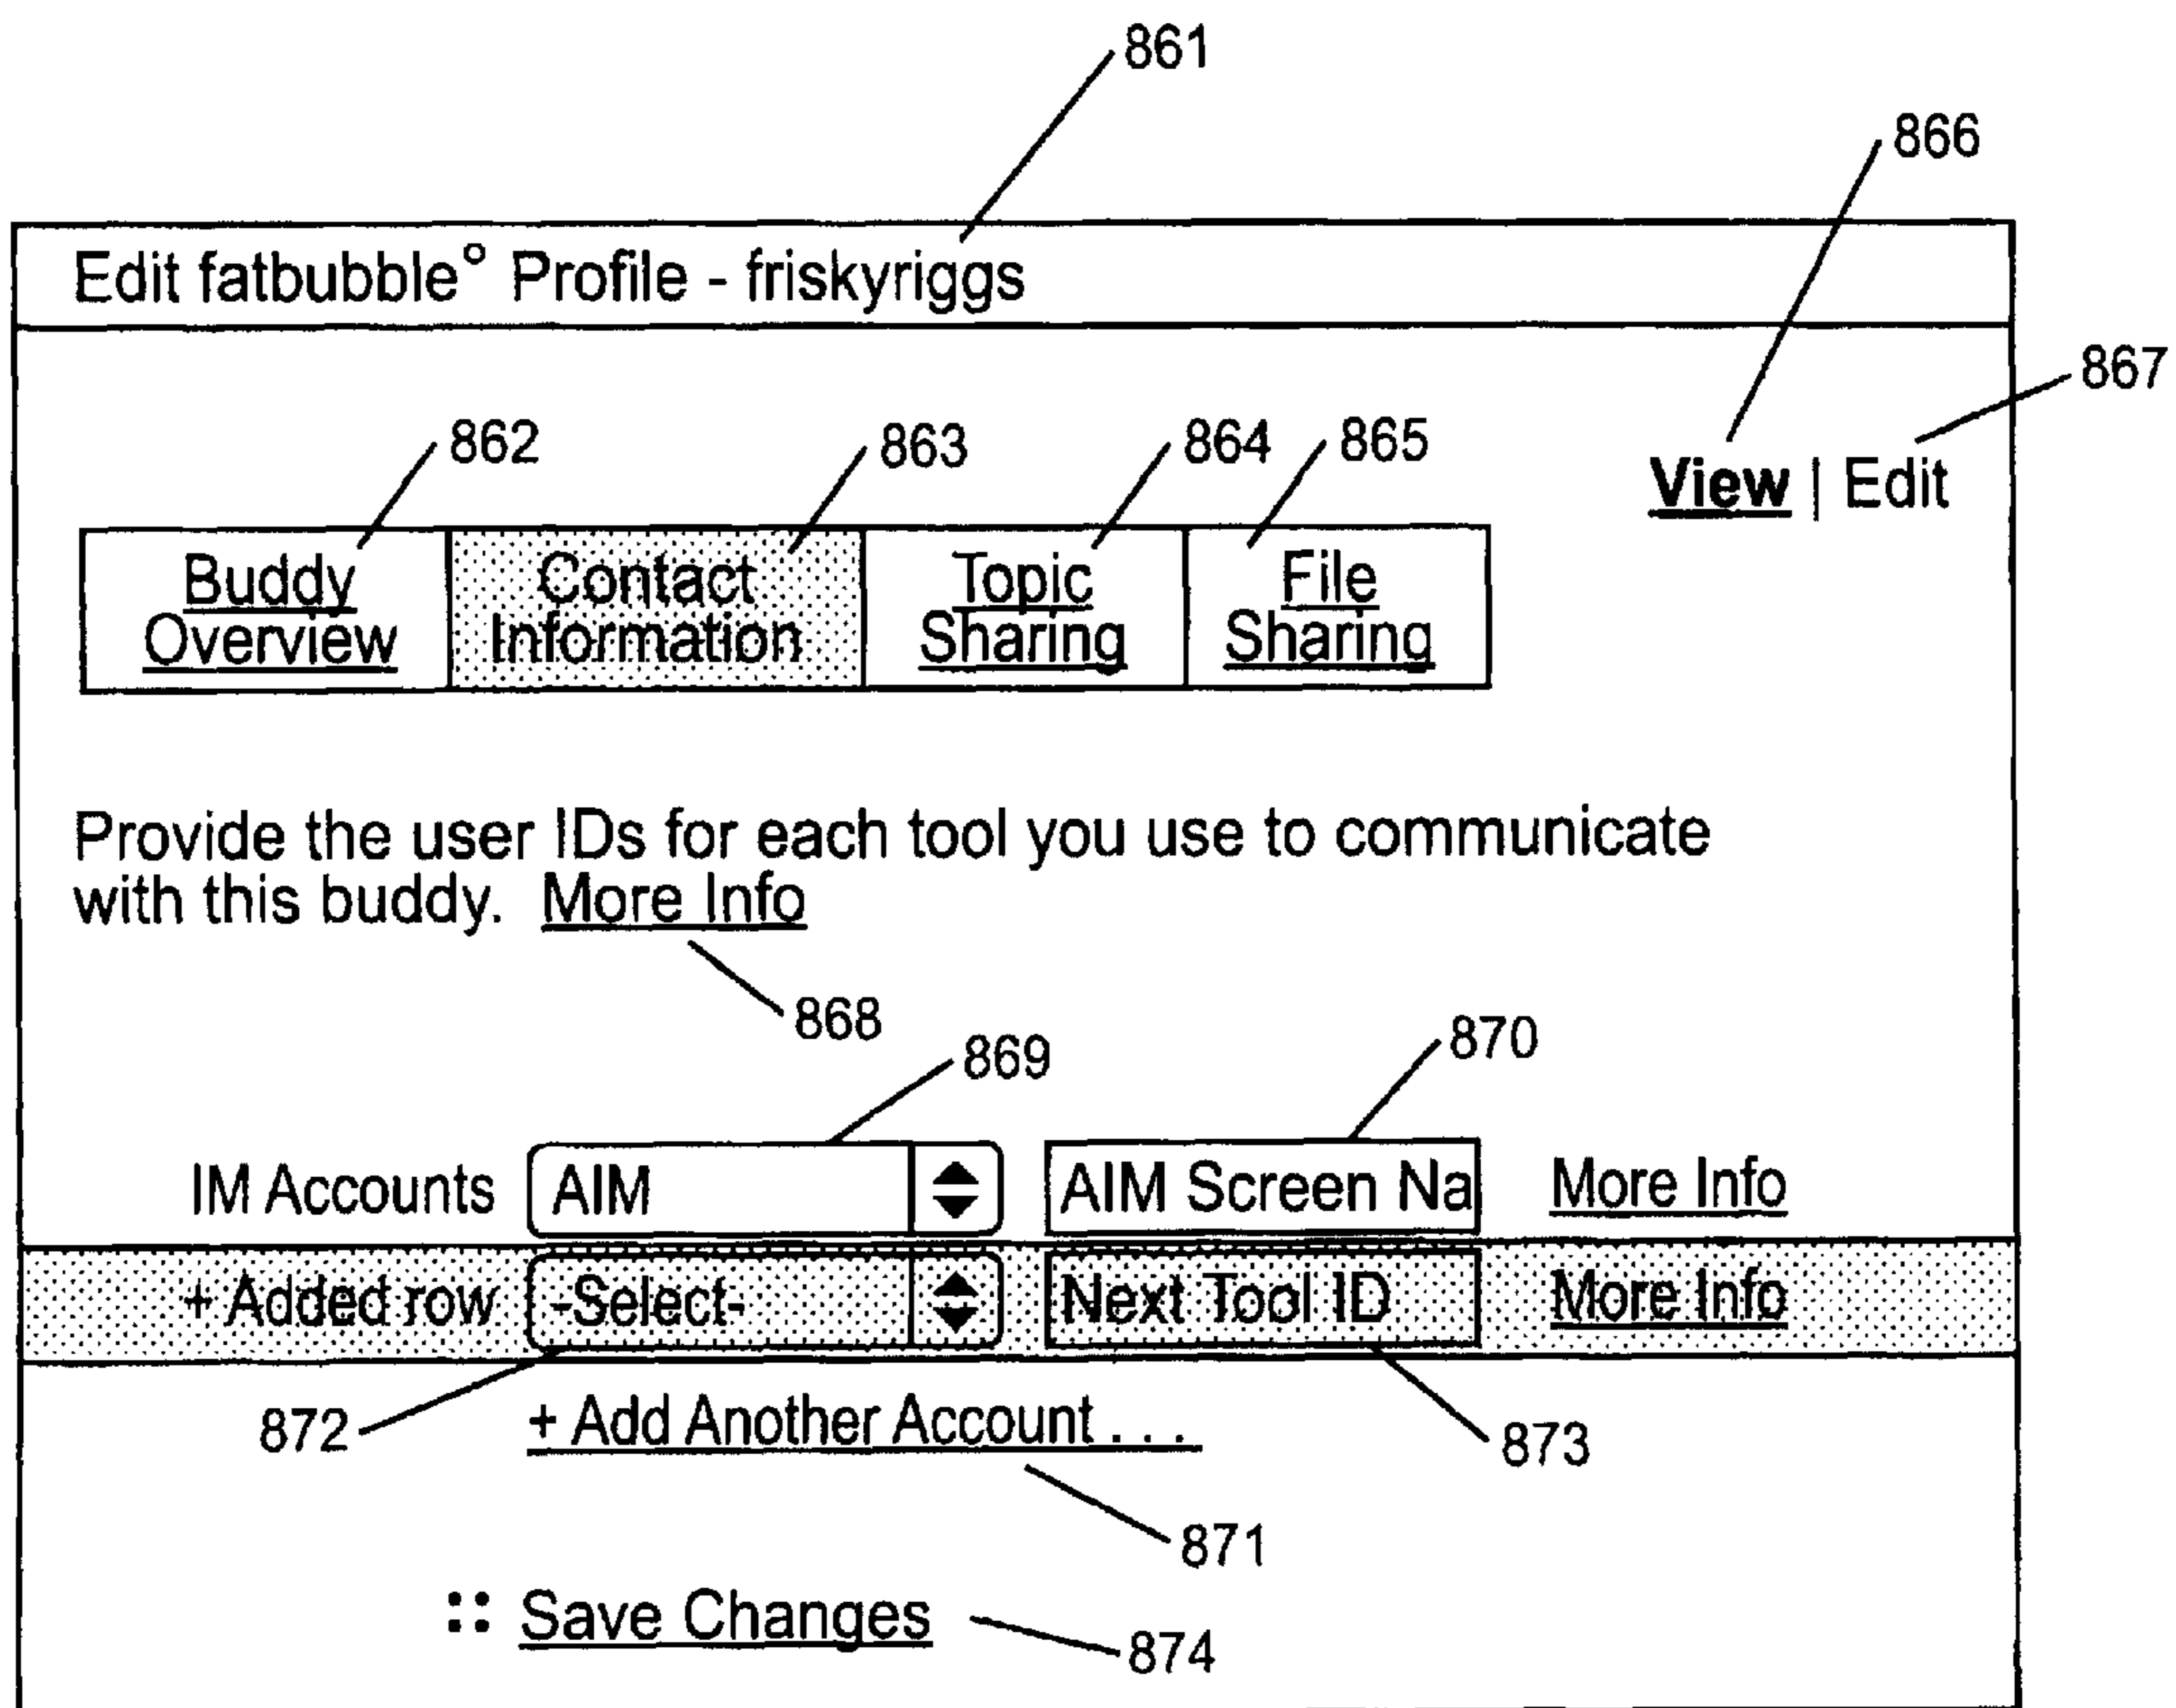 861
866
Edit fatbubble° Profile - friskyriggs
867
862
863
864
865
View | Edit
Buddy
Overview
Contact
Information
Topic
Sharing
File
Sharing
Provide the user IDs for each tool you use to communicate
with this buddy. More Info
868
869
870
IM Accounts AIM AIM Screen Na More Info
+ Added row -Select- Next Tool ID More Info
872
+ Add Another Account . . .
873
871
:: Save Changes
874